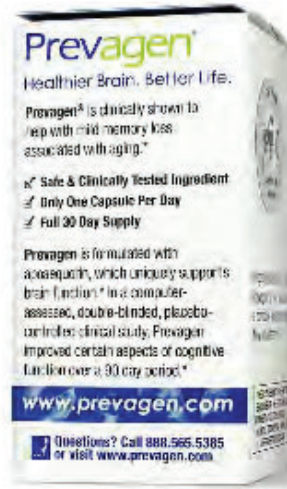 Prevagen®
Healthier Brain. Better Life.
Prevagen® is clinically shown to
help with mild memory loss
associated with aging.*
✓ Safe & Clinically Tested Ingredient
✓ Only One Capsule Per Day
✓ Full 30 Day Supply
Prevagen is formulated with
apoaequorin, which uniquely supports
brain function.* In a computer-
assessed, double-blinded, placebo-
controlled clinical study, Prevagen
improved certain aspects of cognitive
function over a 90 day period.*
www.prevagen.com
Questions? Call 888.565.5385
or visit www.prevagen.com